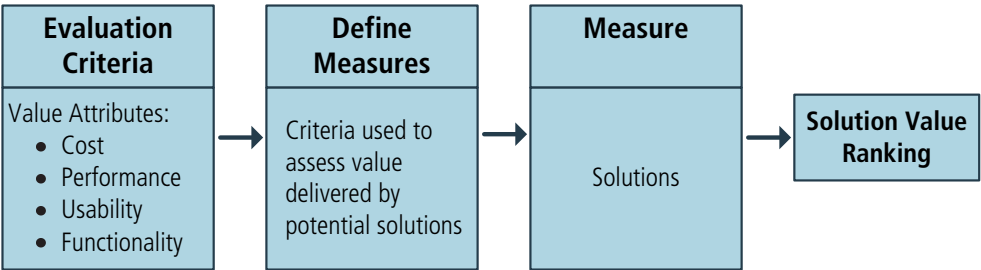 Evaluation
Criteria
Value Attributes:
• Cost
• Performance
• Usability
• Functionality
Define
Measures
Criteria used to
assess value
delivered by
potential solutions
Measure
Solutions
Solution Value
Ranking